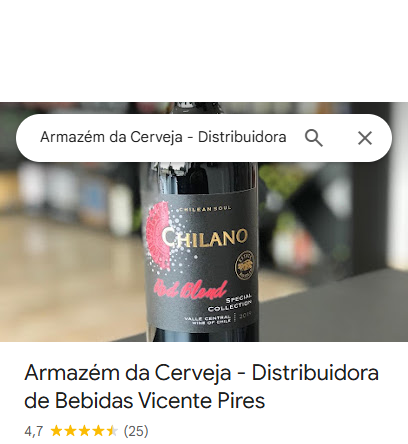 Armazém da Cerveja - Distribuidora
CHILEAN SOUL
CHILANO
Red Blend
SPECIAL
COLLECTION
VALLE CENTRAL
WINE OF CHILE
Armazém da Cerveja - Distribuidora
de Bebidas Vicente Pires
4,7 (25)